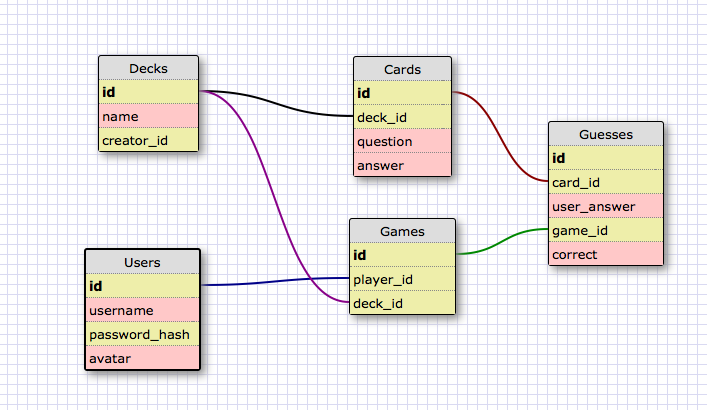 Decks
id
name
creator_id
Cards
id
deck_id
question
answer
Guesses
id
card_id
user_answer
game_id
correct
Users
id
username
password_hash
avatar
Games
id
player_id
deck_id